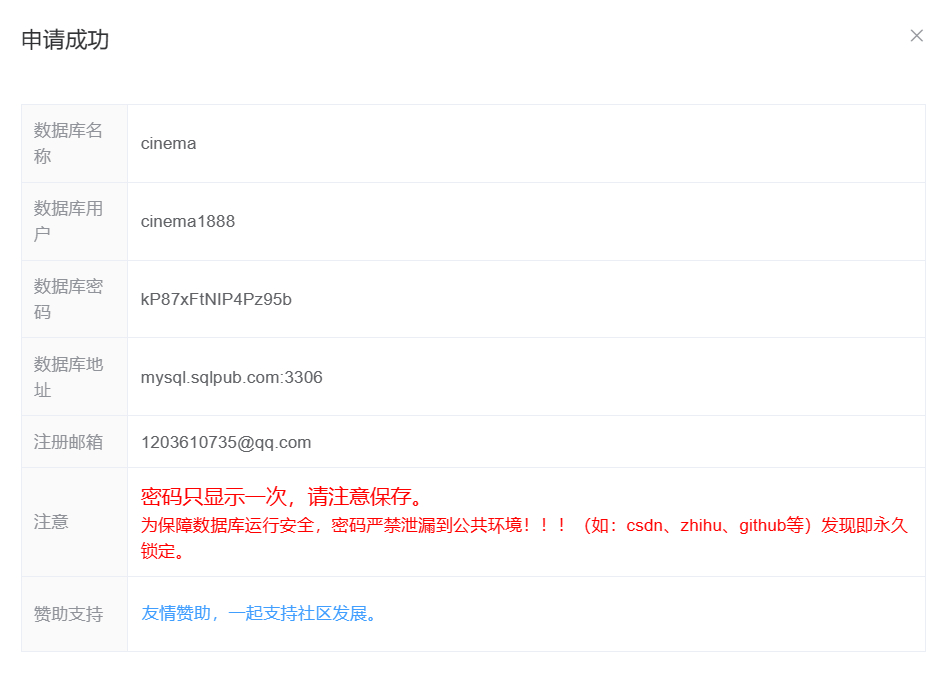 申请成功
数据库名
称
cinema
数据库用
户
cinema1888
数据库密
码
kP87xFtNIP4Pz95b
数据库地
址
mysql.sqlpub.com:3306
注册邮箱
1203610735@qq.com
注意
密码只显示一次，请注意保存。
为保障数据库运行安全，密码严禁泄漏到公共环境！！！（如：csdn、zhihu、github等）发现即永久
锁定。
赞助支持
友情赞助，一起支持社区发展。